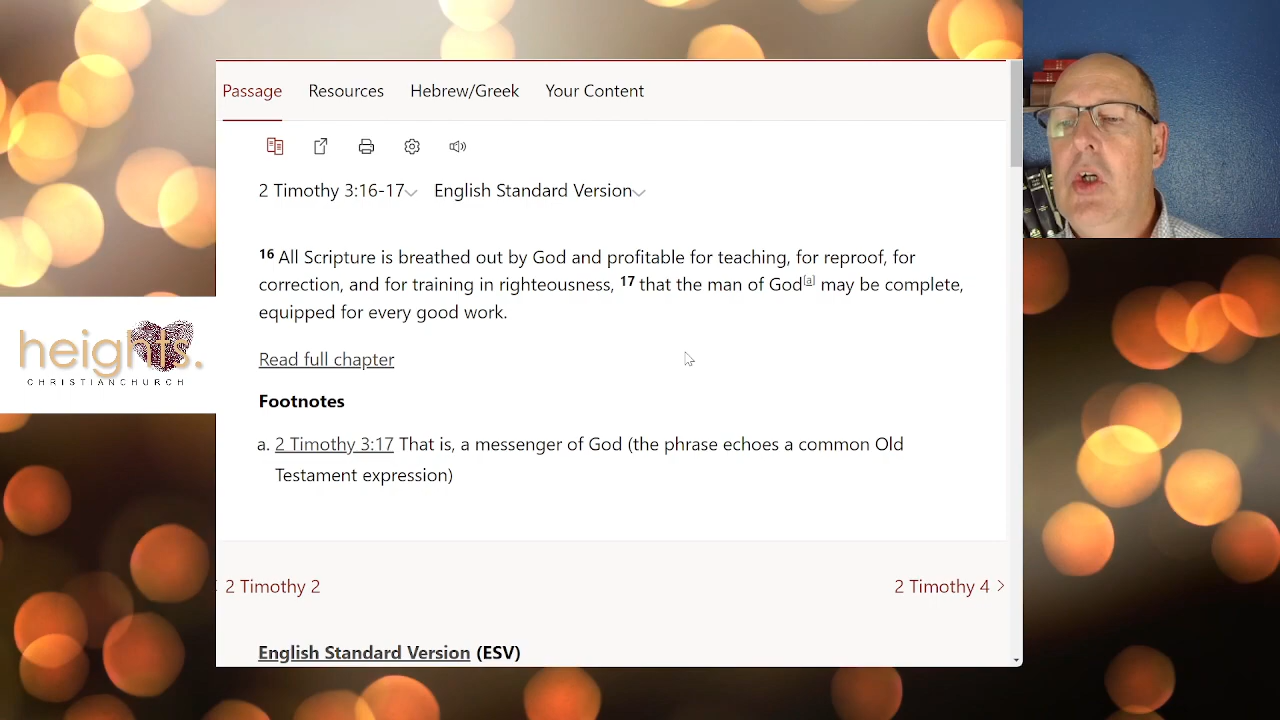 Passage Resources Hebrew/Greek Your Content
2 Timothy 3:16-17 English Standard Version
16 All Scripture is breathed out by God and profitable for teaching, for reproof, for
correction, and for training in righteousness, 17 that the man of God[a] may be complete,
equipped for every good work.
heights.
CHRISTIANCHURCH
Read full chapter
Footnotes
a. 2 Timothy 3:17 That is, a messenger of God (the phrase echoes a common Old
Testament expression)
2 Timothy 2
2 Timothy 4
English Standard Version (ESV)